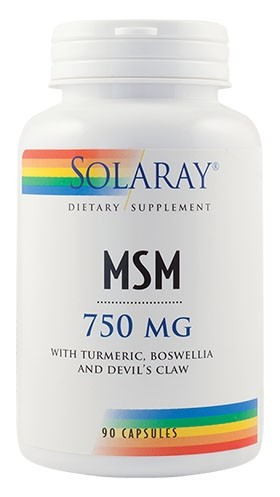 SOLARAY®
DIETARY SUPPLEMENT
MSM
750 MG
WITH TURMERIC, BOSWELLIA
AND DEVIL'S CLAW
90 CAPSULES